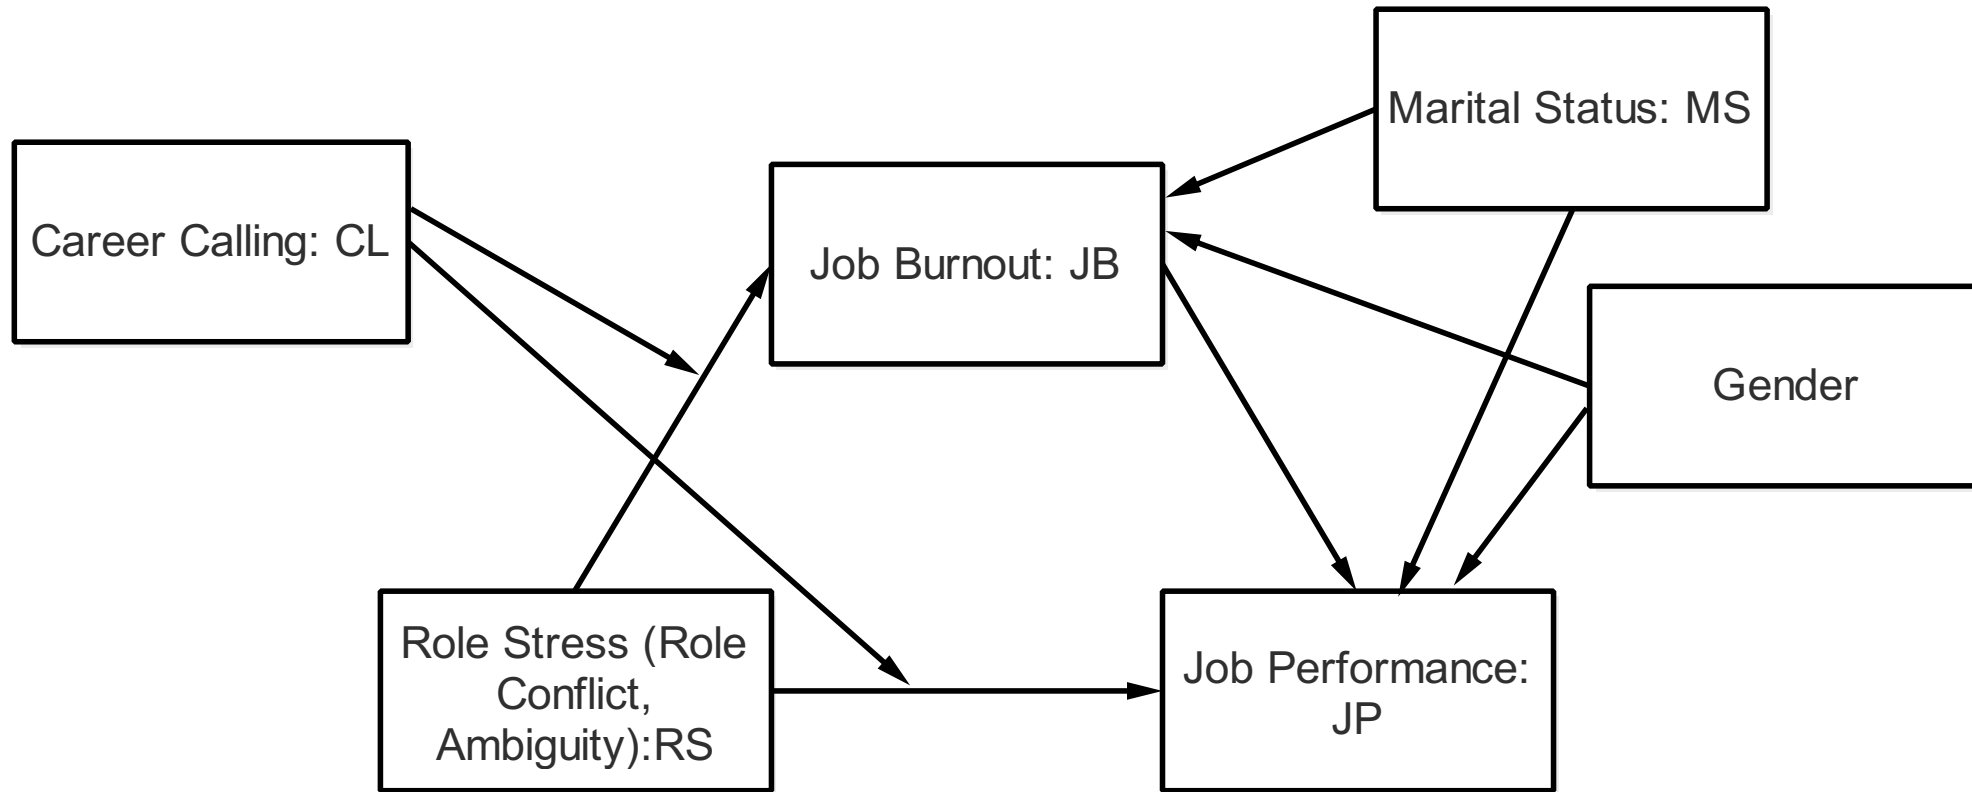 Marital Status: MS
Career Calling: CL
Job Burnout: JB
Gender
Role Stress (Role
Conflict,
Ambiguity):RS
Job Performance:
JP